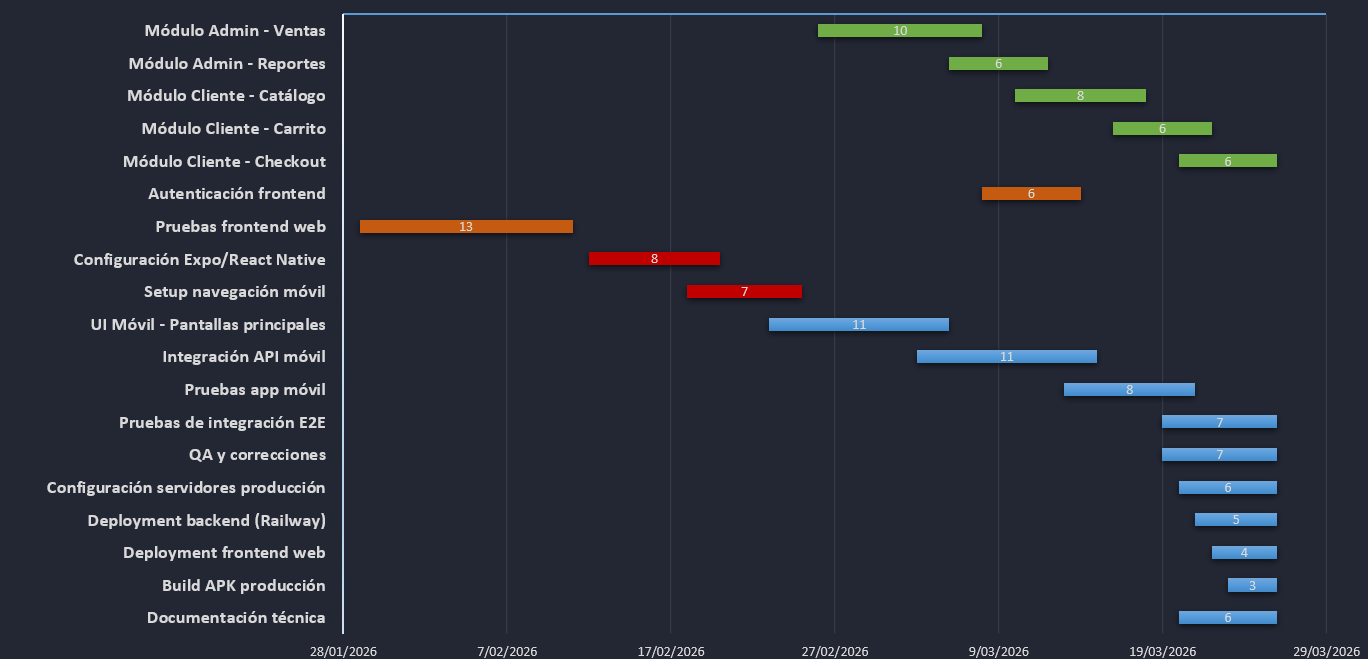 Módulo Admin - Ventas 10
Módulo Admin - Reportes 6
Módulo Cliente - Catálogo 8
Módulo Cliente - Carrito 6
Módulo Cliente - Checkout 6
Autenticación frontend 6
Pruebas frontend web 13
Configuración Expo/React Native 8
Setup navegación móvil 7
UI Móvil - Pantallas principales 11
Integración API móvil 11
Pruebas app móvil 8
Pruebas de integración E2E 7
QA y correcciones 7
Configuración servidores producción 6
Deployment backend (Railway) 5
Deployment frontend web 4
Build APK producción 3
Documentación técnica 6
28/01/2026 7/02/2026 17/02/2026 27/02/2026 9/03/2026 19/03/2026 29/03/2026